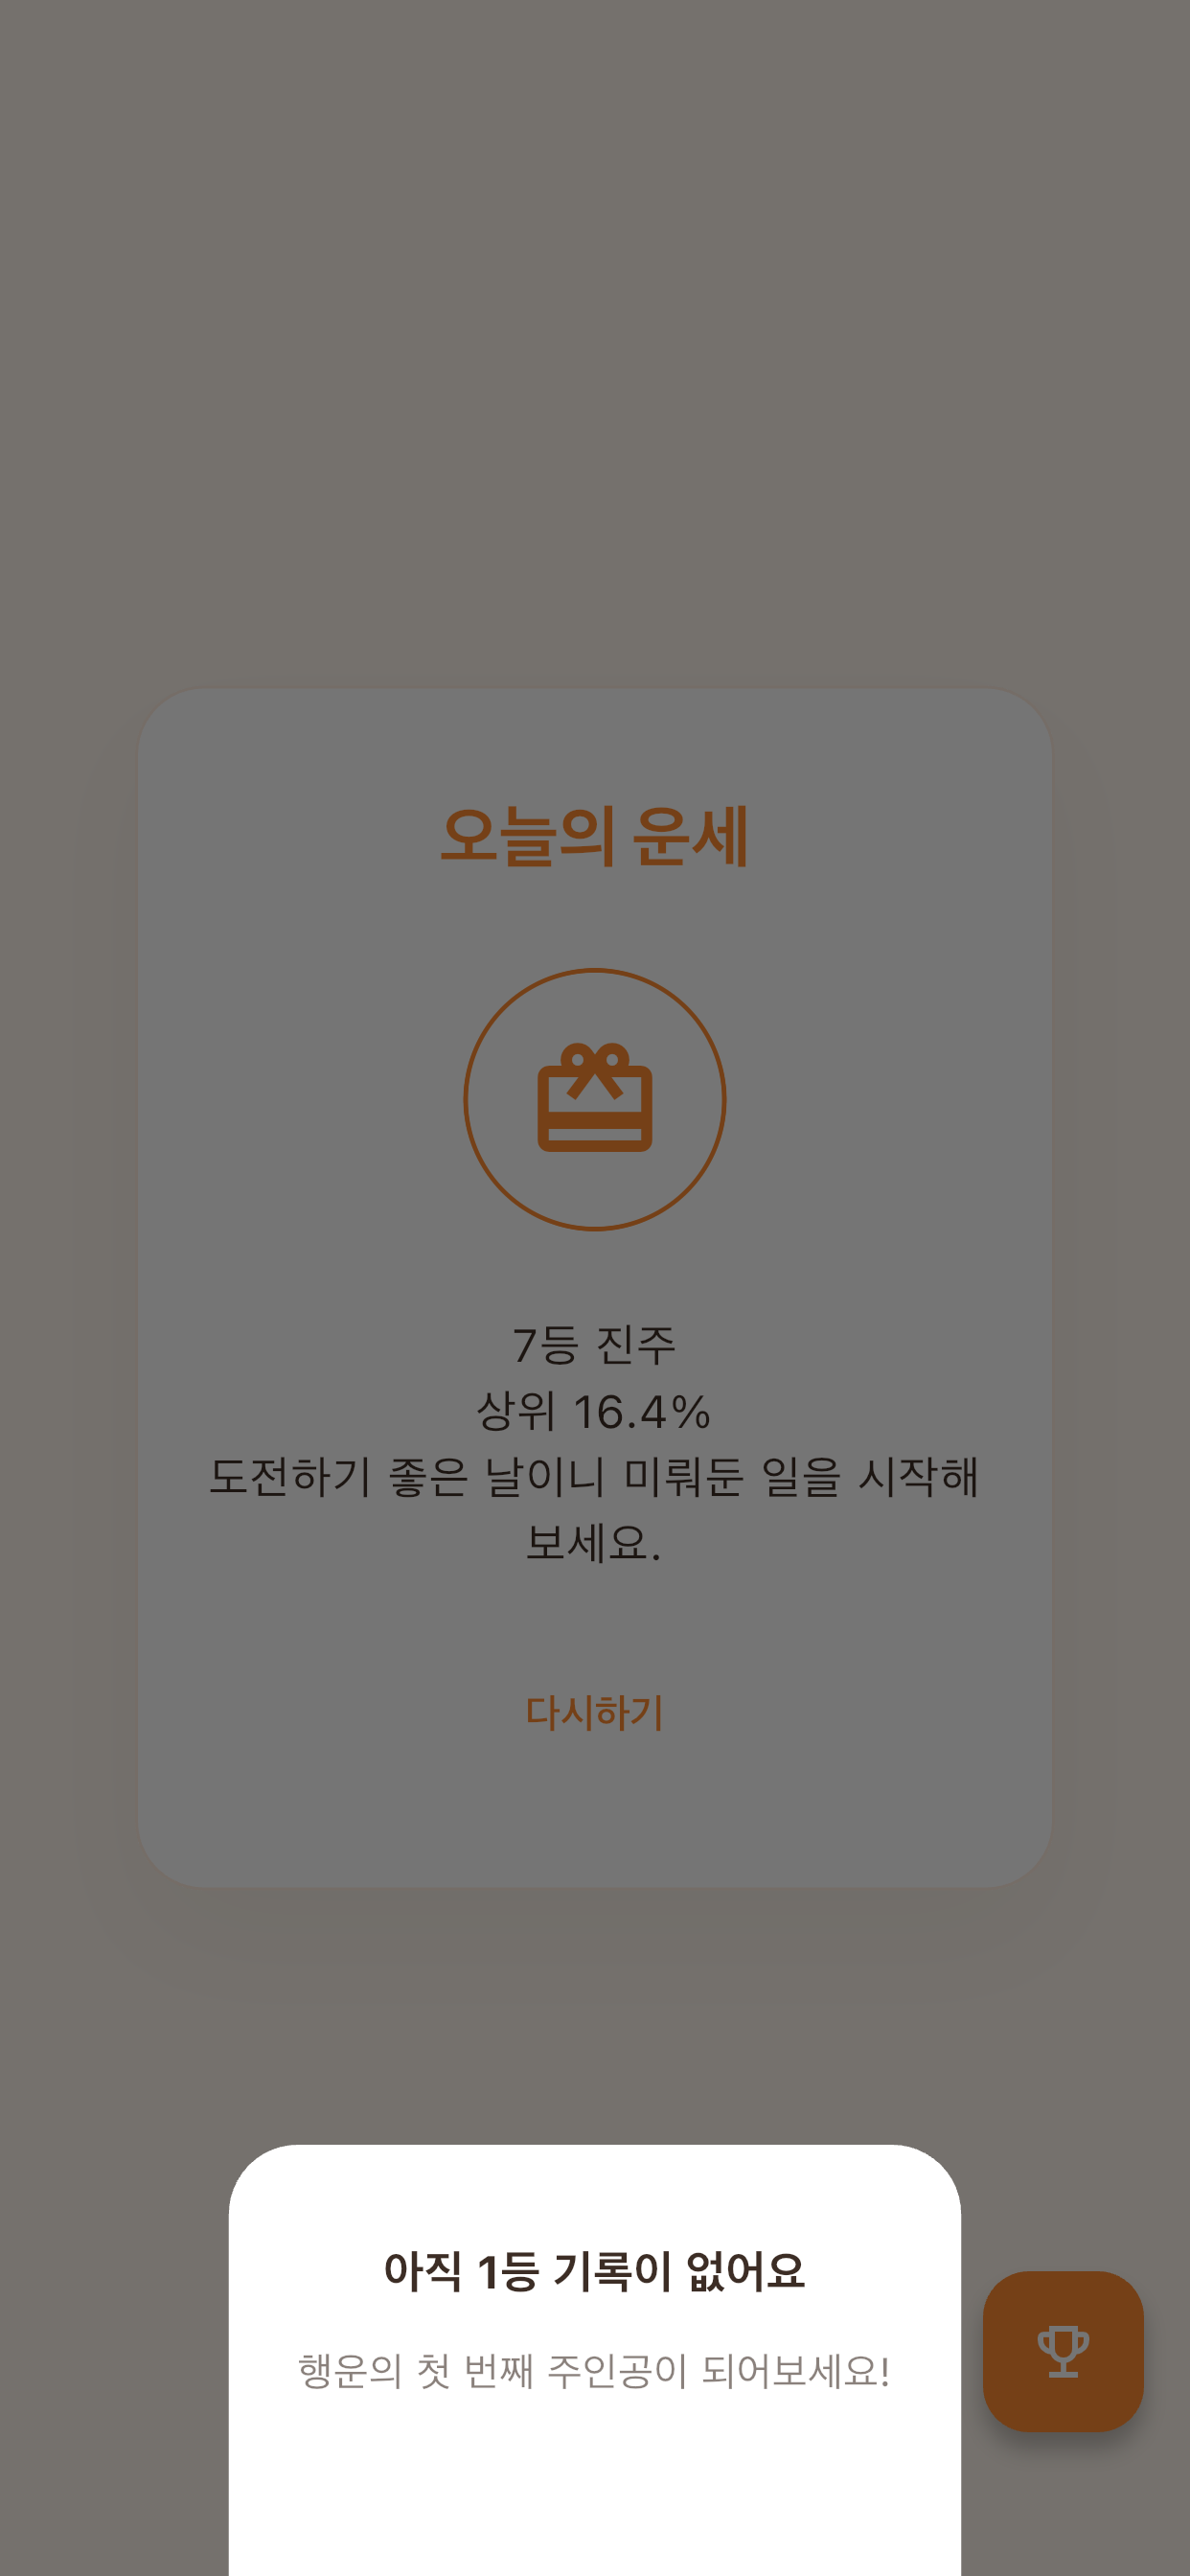 오늘의 운세
7등 진주
상위 16.4%
도전하기 좋은 날이니 미뤄둔 일을 시작해
보세요.
다시하기
아직 1등 기록이 없어요
행운의 첫 번째 주인공이 되어보세요!